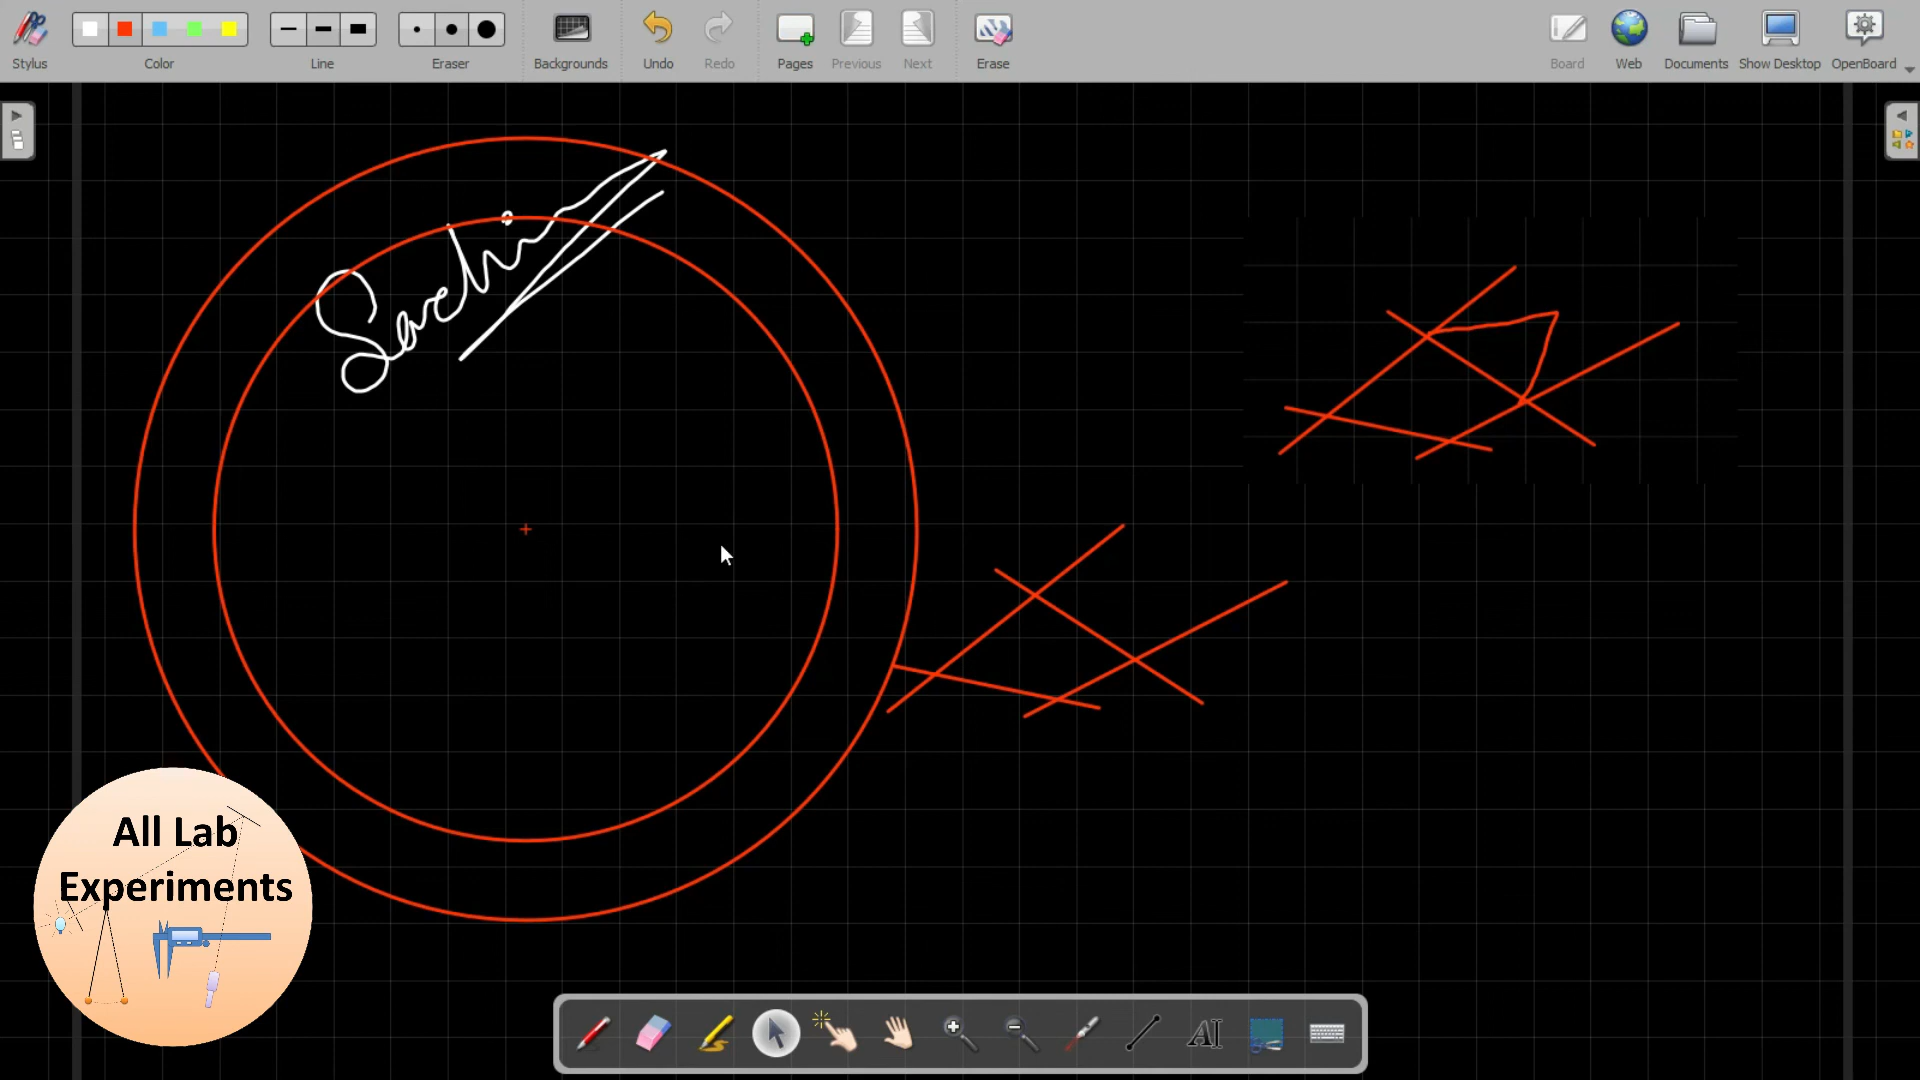 Stylus
Color
Line
Eraser
Backgrounds
Undo
Redo
Pages
Previous
Next
Erase
Board
Web
Documents
Show Desktop
OpenBoard
Sachin
All Lab
Experiments
AI